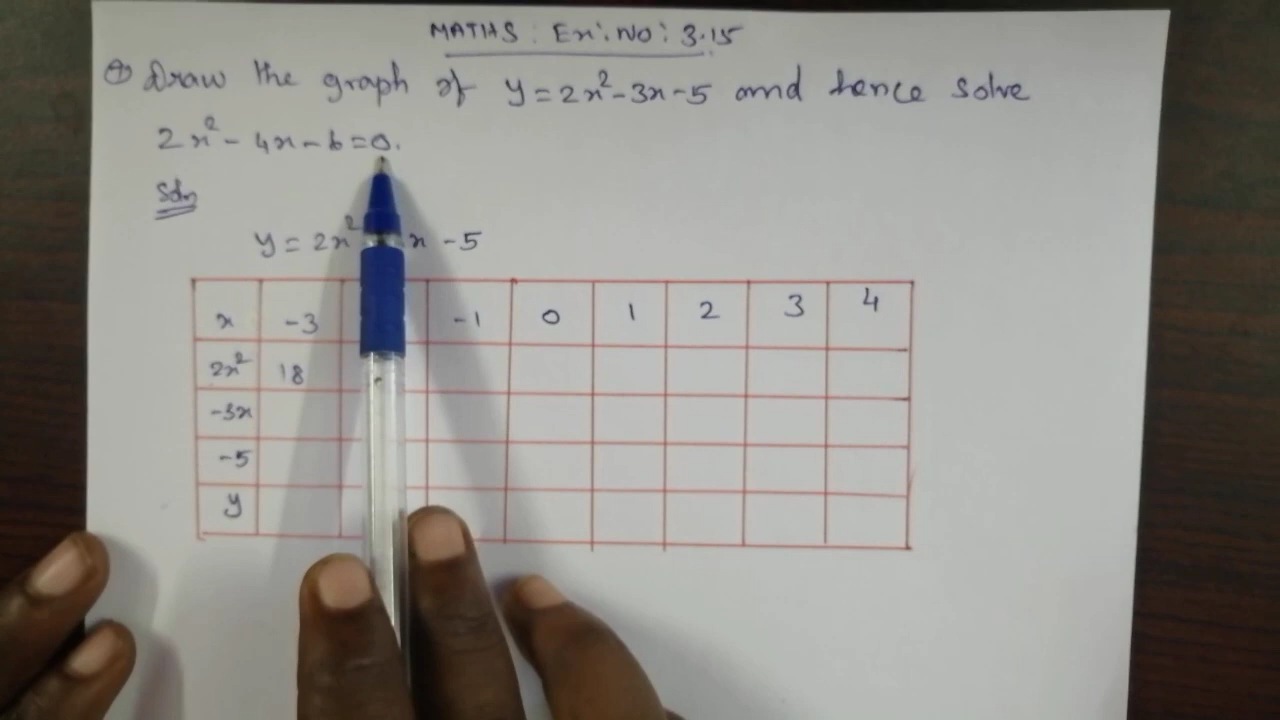 MATHS : Ex: No: 3.15
7 Draw the graph of y = 2x² - 3x - 5 and hence solve
2x² - 4x - 6 = 0.
Soln
y = 2x² x - 5
x -3 -1 0 1 2 3 4
2x² 18
-3x
-5
y